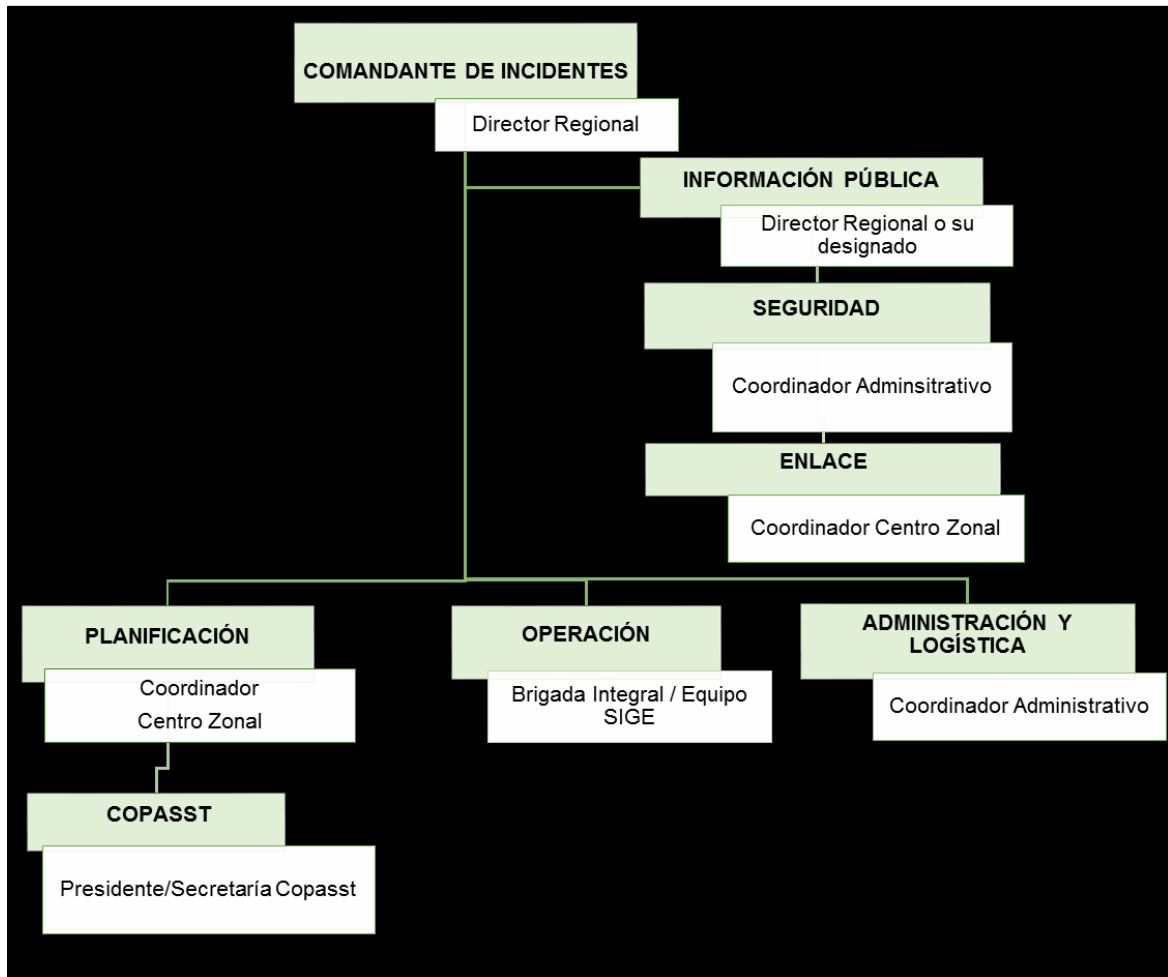 COMANDANTE DE INCIDENTES
Director Regional
INFORMACIÓN PÚBLICA
Director Regional o su
designado
SEGURIDAD
Coordinador Adminsitrativo
ENLACE
Coordinador Centro Zonal
PLANIFICACIÓN
Coordinador
Centro Zonal
OPERACIÓN
Brigada Integral / Equipo
SIGE
ADMINISTRACIÓN Y
LOGÍSTICA
Coordinador Administrativo
COPASST
Presidente/Secretaría Copasst